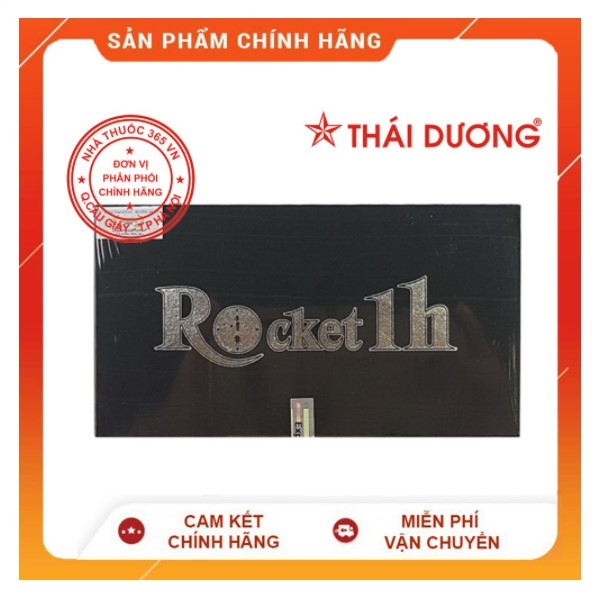 SẢN PHẨM CHÍNH HÃNG
THÁI DƯƠNG®
NHÀ THUỐC 365 VN
ĐƠN VỊ
PHÂN PHỐI
CHÍNH HÃNG
Q.CẦU GIẤY - T.P HÀ NỘI
Rocket 1h
CAM KẾT
CHÍNH HÃNG
MIỄN PHÍ
VẬN CHUYỂN